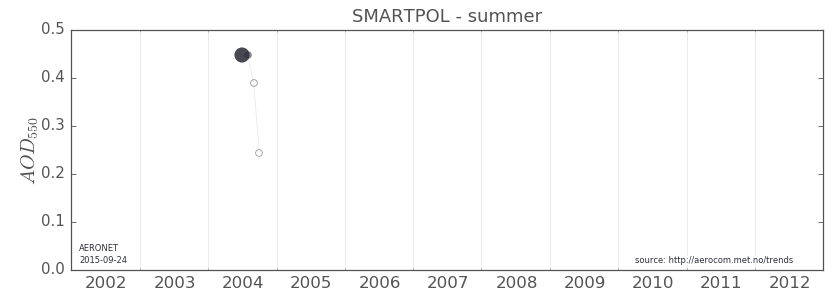 SMARTPOL - summer
0.5
0.4
0.3
0.2
0.1
0.0
AOD550
AERONET
2015-09-24
source: http://aerocom.met.no/trends
2002 2003 2004 2005 2006 2007 2008 2009 2010 2011 2012